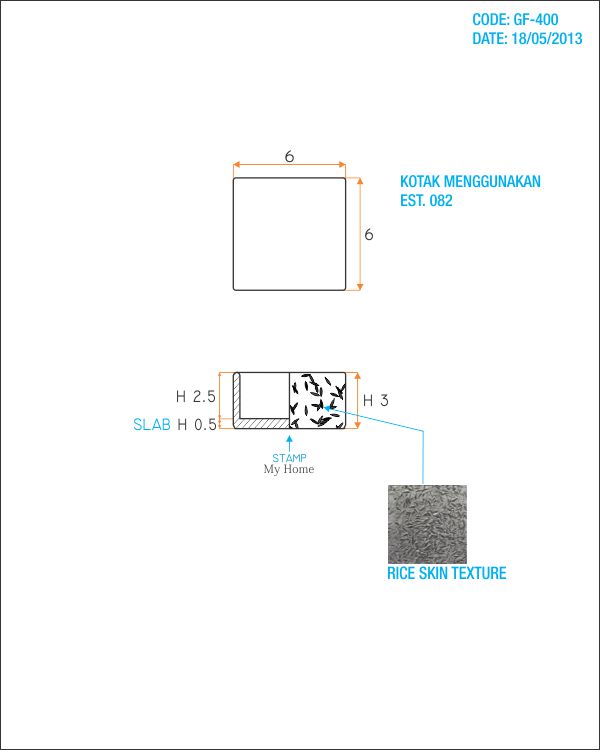 CODE: GF-400
DATE: 18/05/2013
6
KOTAK MENGGUNAKAN
EST. 082
6
H 2.5
H 3
SLAB H 0.5
STAMP
My Home
RICE SKIN TEXTURE